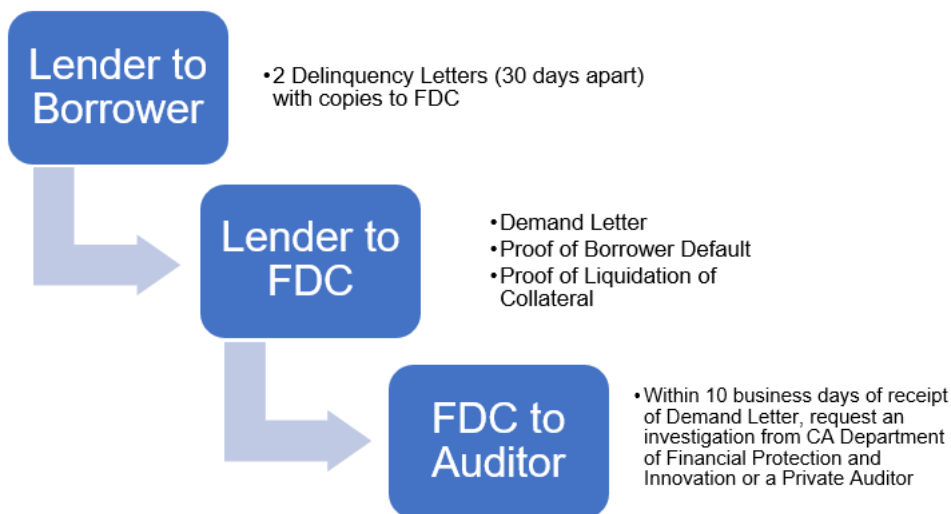 Lender to
Borrower
•2 Delinquency Letters (30 days apart)
with copies to FDC
Lender to
FDC
•Demand Letter
•Proof of Borrower Default
•Proof of Liquidation of
Collateral
FDC to
Auditor
•Within 10 business days of receipt
of Demand Letter, request an
investigation from CA Department
of Financial Protection and
Innovation or a Private Auditor